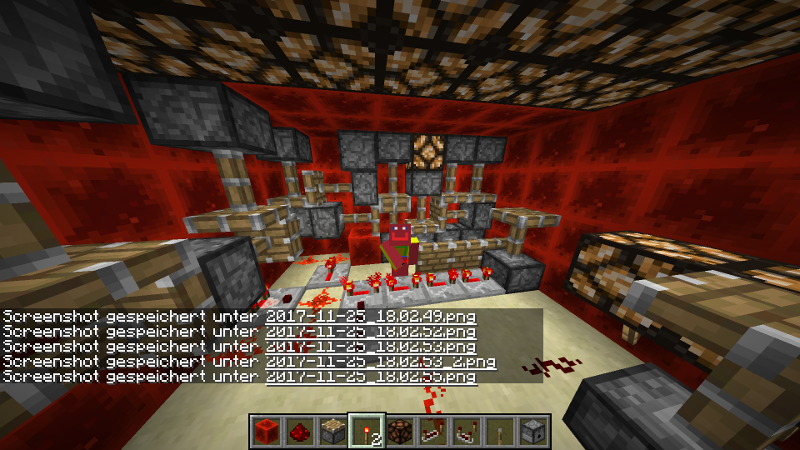 Screenshot gespeichert unter 2017-11-25_18.02.49.png
Screenshot gespeichert unter 2017-11-25_18.02.52.png
Screenshot gespeichert unter 2017-11-25_18.02.53.png
Screenshot gespeichert unter 2017-11-25_18.02.53_2.png
Screenshot gespeichert unter 2017-11-25_18.02.55.png
2